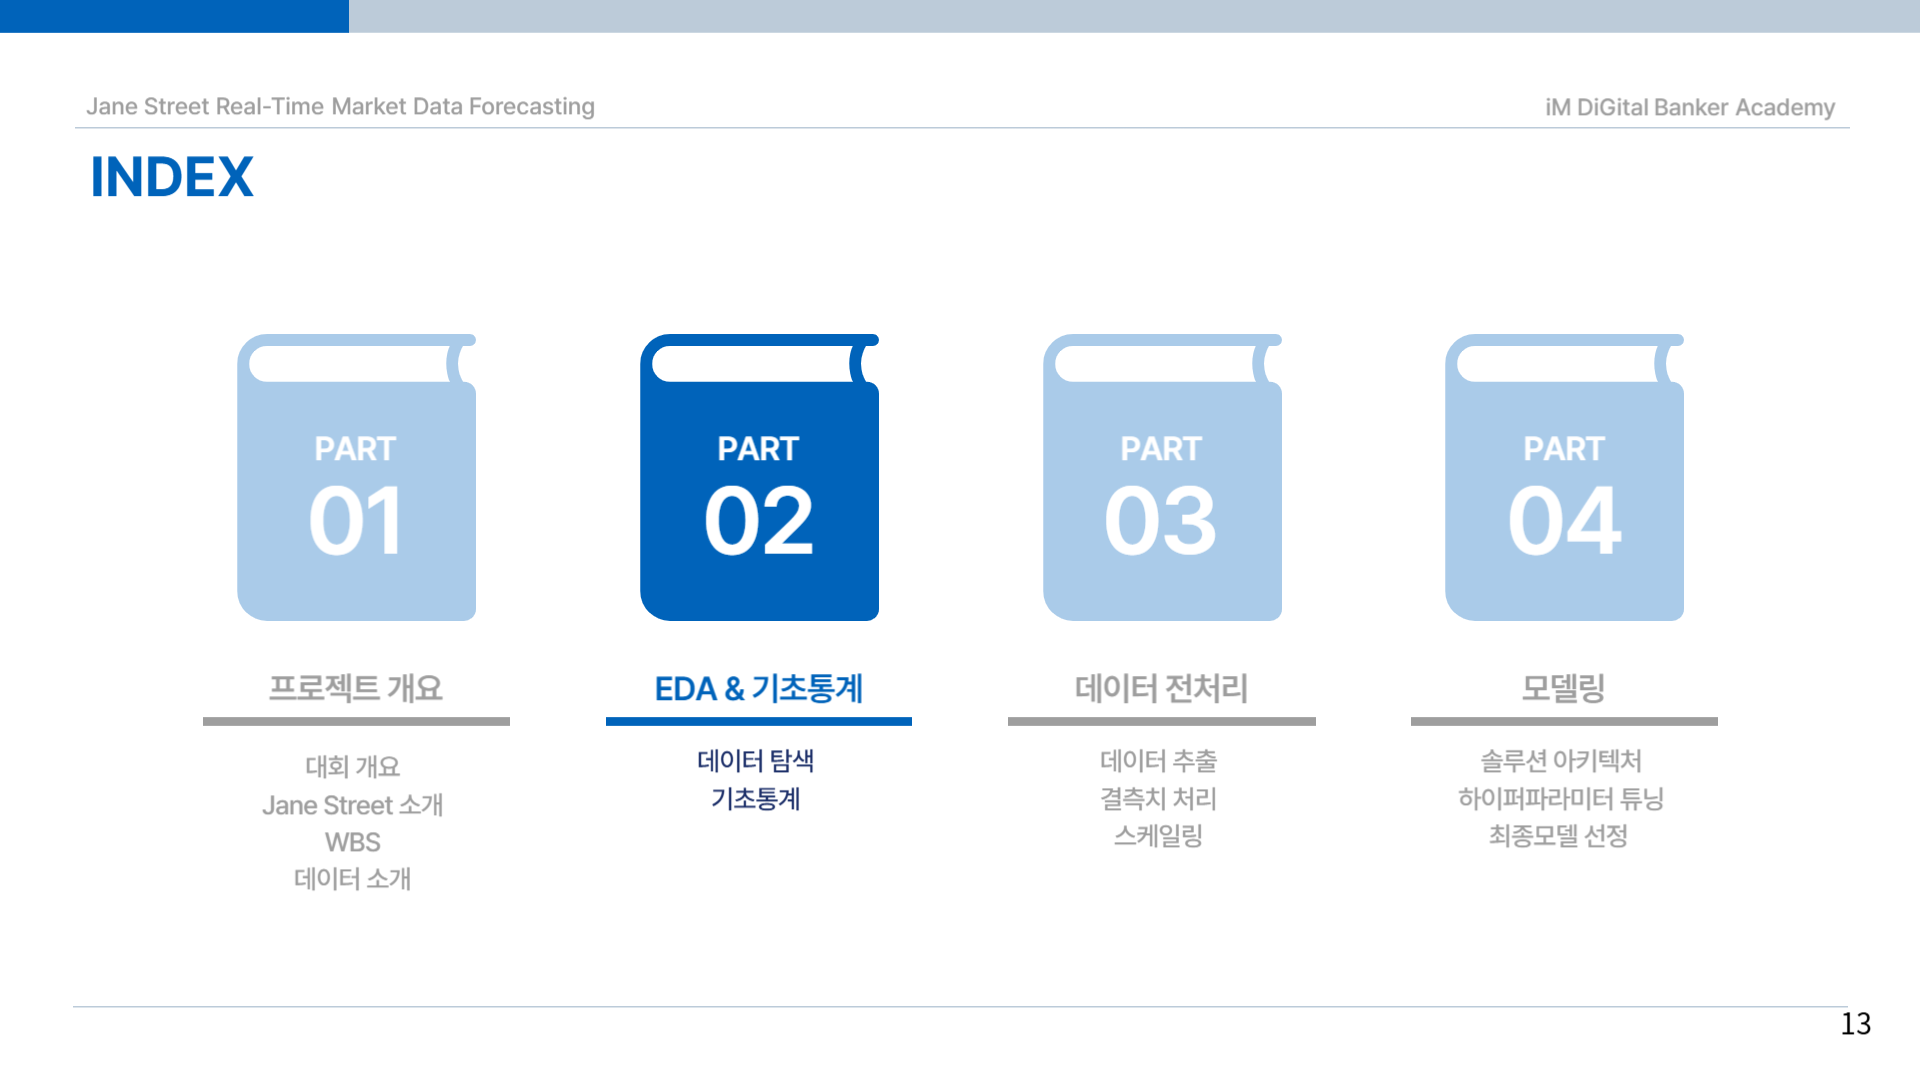 Jane Street Real-Time Market Data Forecasting
iM DiGital Banker Academy
INDEX
PART
01
프로젝트 개요
대회 개요
Jane Street 소개
WBS
데이터 소개
PART
02
EDA & 기초통계
데이터 탐색
기초통계
PART
03
데이터 전처리
데이터 추출
결측치 처리
스케일링
PART
04
모델링
솔루션 아키텍처
하이퍼파라미터 튜닝
최종모델 선정
13